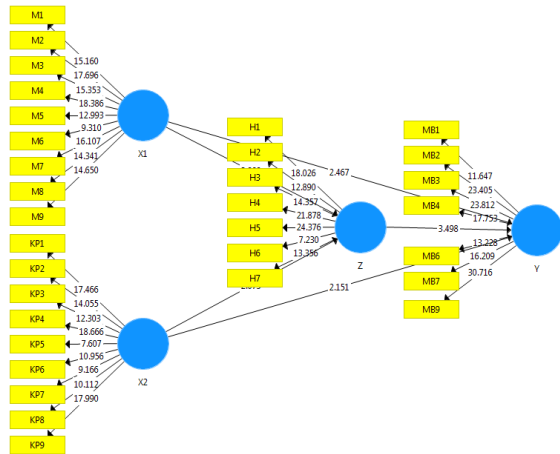 M1
M2
M3
M4
M5
M6
M7
M8
M9
15.160
17.696
15.353
18.386
12.993
9.310
16.107
14.341
14.650
X1
KP1
KP2
KP3
KP4
KP5
KP6
KP7
KP8
KP9
17.466
14.055
12.303
18.666
7.607
10.956
9.166
10.112
17.990
X2
H1
H2
H3
H4
H5
H6
H7
18.026
12.890
14.357
21.878
24.376
7.230
13.356
Z
2.467
3.498
2.151
MB1
MB2
MB3
MB4
MB6
MB7
MB9
11.647
23.405
23.812
17.753
13.228
16.209
30.716
Y